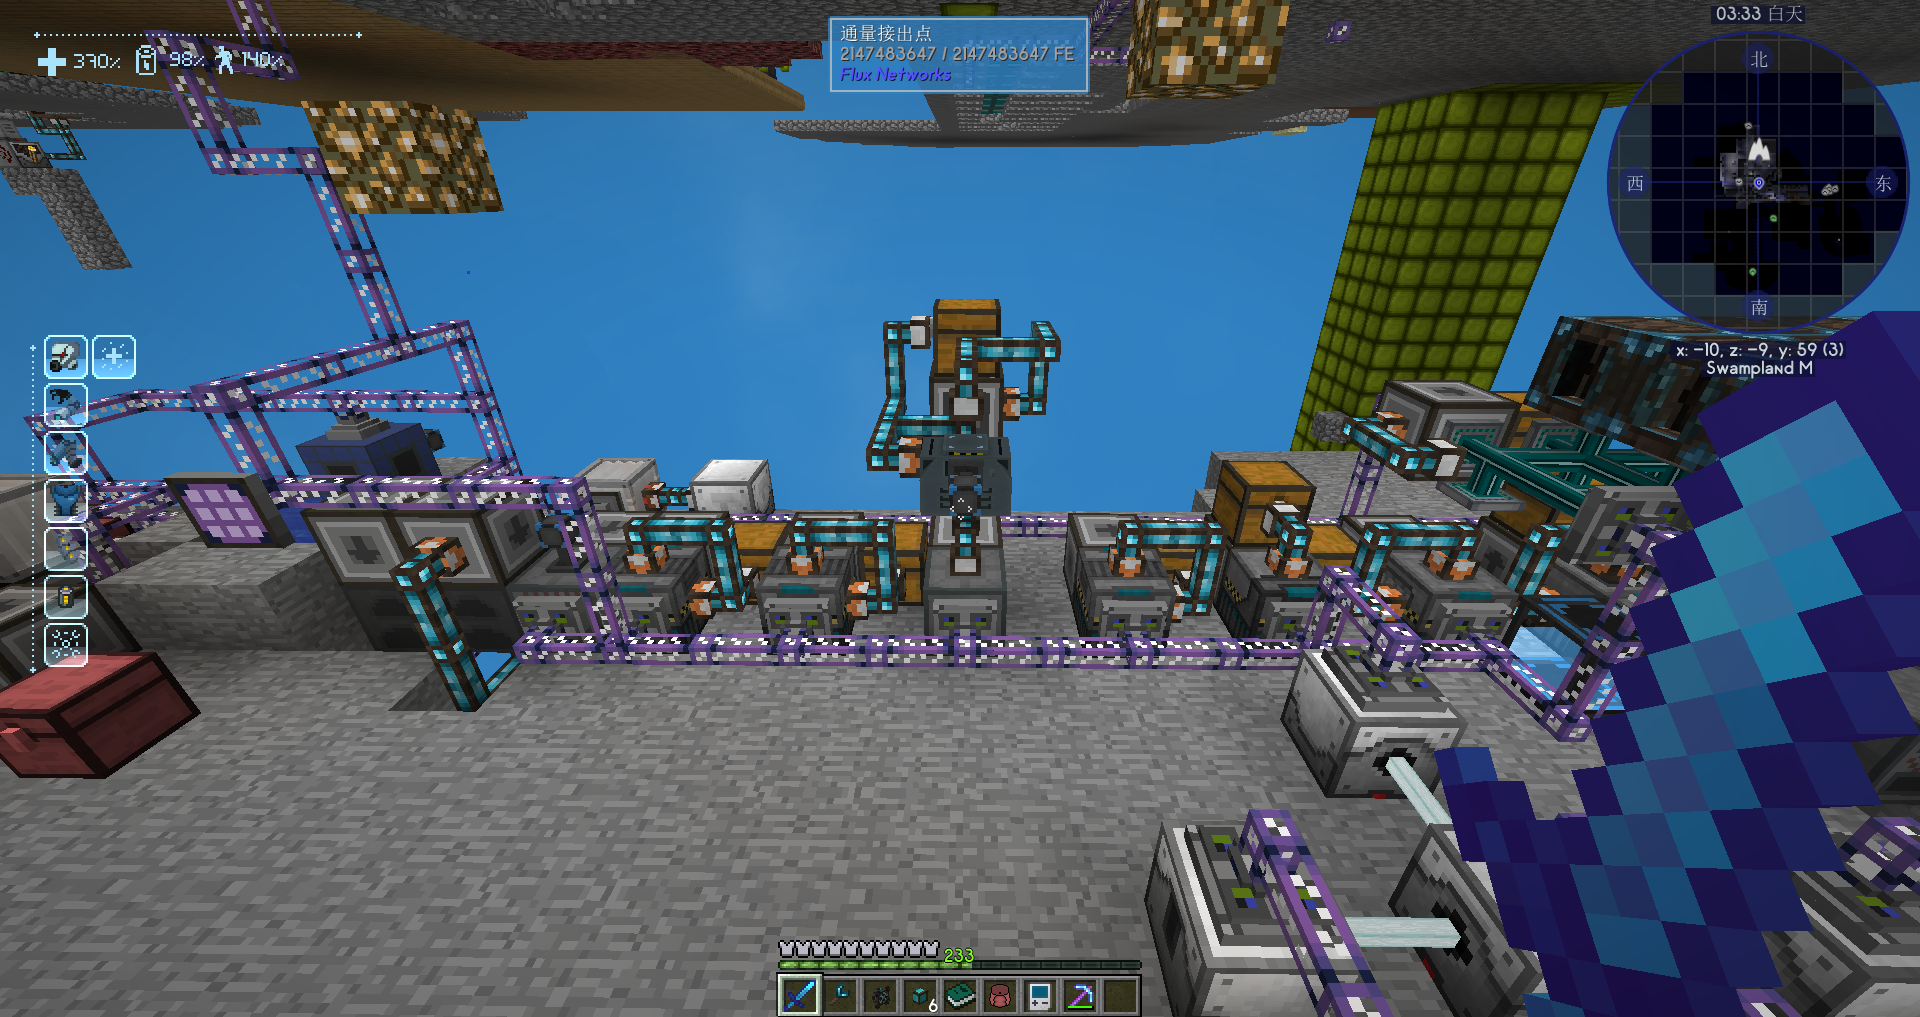 03:33 白天
370%
98%
140%
通量接出点
2147483647 / 2147483647 FE
Flux Networks
北
西
东
南
x: -10, z: -9, y: 59 (3)
Swampland M
233
6